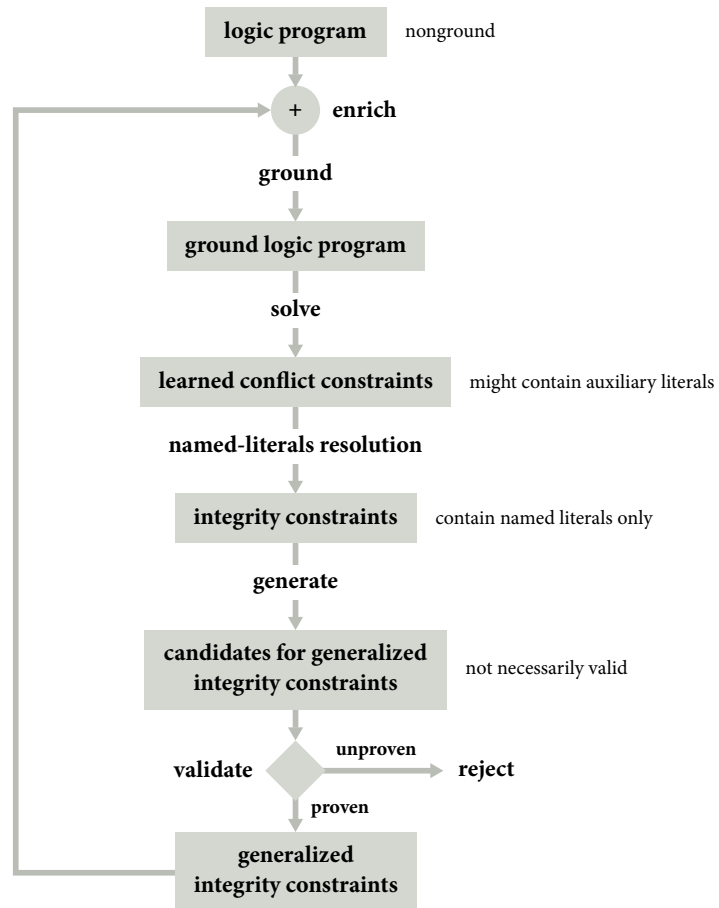 logic program
nonground
+
enrich
ground
ground logic program
solve
learned conflict constraints
might contain auxiliary literals
named-literals resolution
integrity constraints
contain named literals only
generate
candidates for generalized
integrity constraints
not necessarily valid
validate
unproven
reject
proven
generalized
integrity constraints